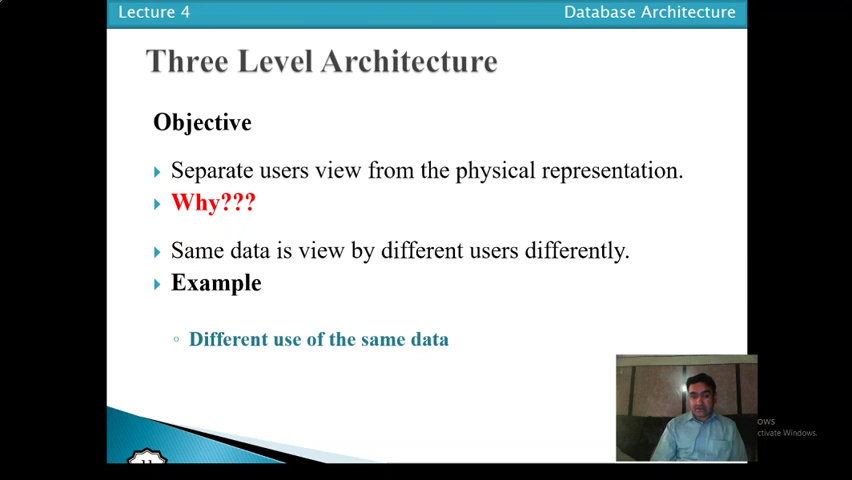 Lecture 4
Database Architecture
Three Level Architecture
Objective
Separate users view from the physical representation.
Why???
Same data is view by different users differently.
Example
Different use of the same data
ows
ctivate Windows.